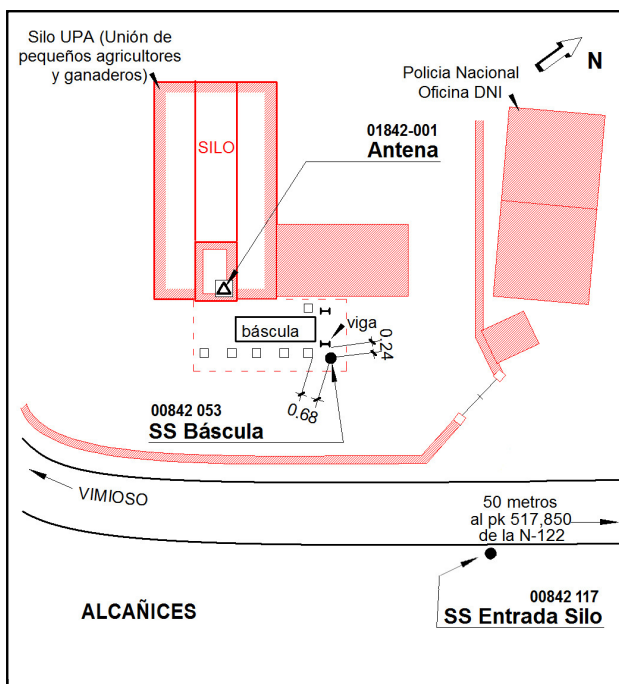 Silo UPA (Unión de
pequeños agricultores
y ganaderos)
N
Policia Nacional
Oficina DNI
01842-001
Antena
SILO
báscula
viga
0,24
0.68
00842 053
SS Báscula
VIMIOSO
50 metros
al pk 517,850
de la N-122
ALCAÑICES
00842 117
SS Entrada Silo